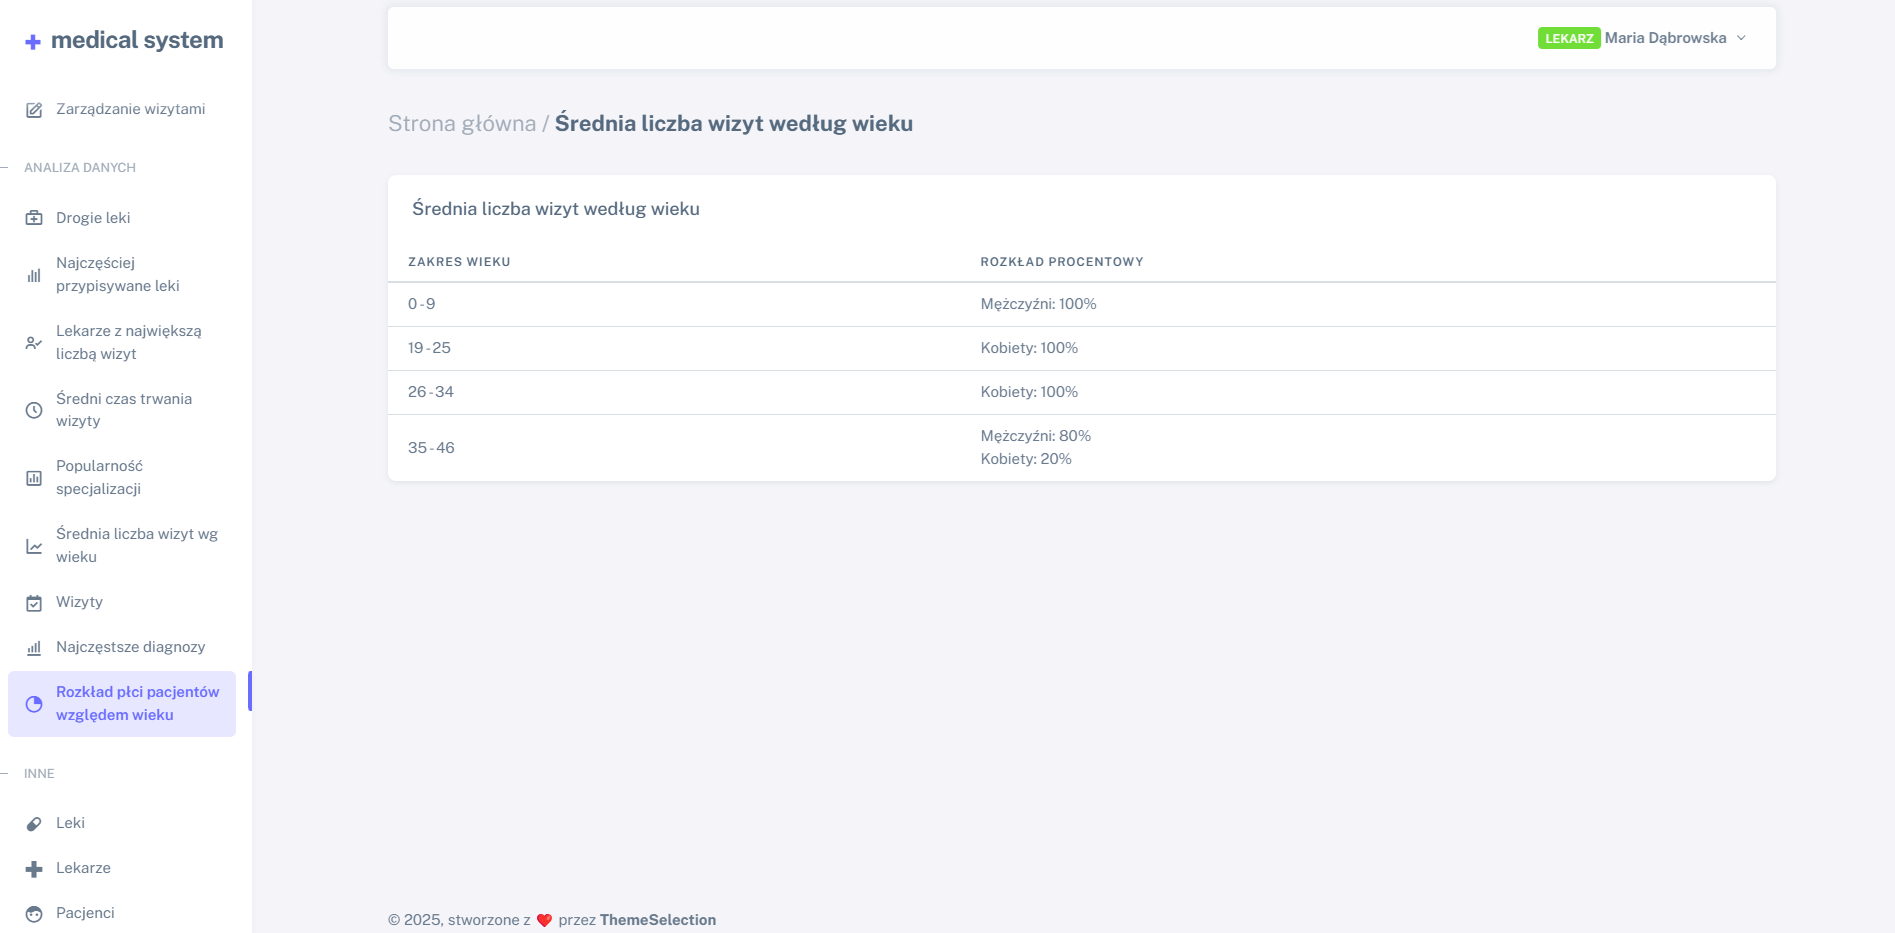 medical system
Zarządzanie wizytami
ANALIZA DANYCH
Drogie leki
Najczęściej
przypisywane leki
Lekarze z największą
liczbą wizyt
Średni czas trwania
wizyty
Popularność
specjalizacji
Średnia liczba wizyt wg
wieku
Wizyty
Najczęstsze diagnozy
Rozkład płci pacjentów
względem wieku
INNE
Leki
Lekarze
Pacjenci
LEKARZ Maria Dąbrowska
Strona główna / Średnia liczba wizyt według wieku
Średnia liczba wizyt według wieku
ZAKRES WIEKU ROZKŁAD PROCENTOWY
0 - 9 Mężczyźni: 100%
19 - 25 Kobiety: 100%
26 - 34 Kobiety: 100%
35 - 46 Mężczyźni: 80%
Kobiety: 20%
© 2025, stworzone z ❤️ przez ThemeSelection